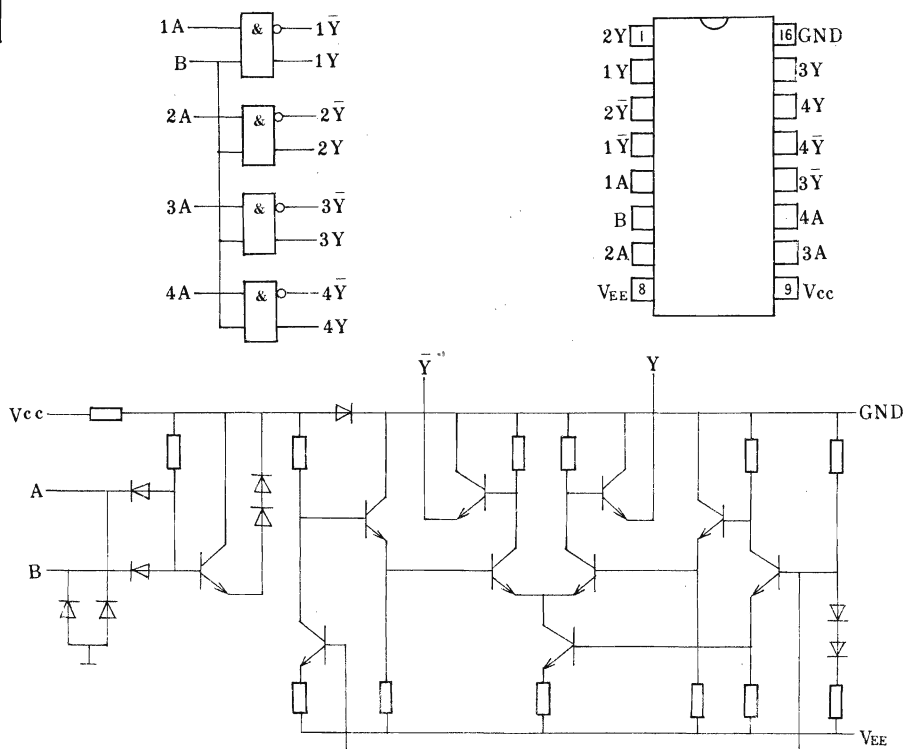 1A & 1Ȳ
B 1Y
2A & 2Ȳ
2Y
3A & 3Ȳ
3Y
4A & 4Ȳ
4Y
2Y 1 16 GND
1Y 3Y
2Ȳ 4Y
1Ȳ 4Ȳ
1A 3Ȳ
B 4A
2A 3A
VEE 8 9 Vcc
Ȳ Y
Vcc GND
A
B
VEE